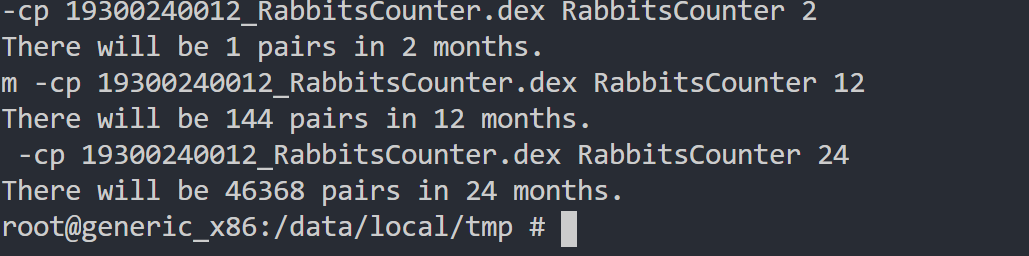 -cp 19300240012_RabbitsCounter.dex RabbitsCounter 2
There will be 1 pairs in 2 months.
m -cp 19300240012_RabbitsCounter.dex RabbitsCounter 12
There will be 144 pairs in 12 months.
 -cp 19300240012_RabbitsCounter.dex RabbitsCounter 24
There will be 46368 pairs in 24 months.
root@generic_x86:/data/local/tmp #